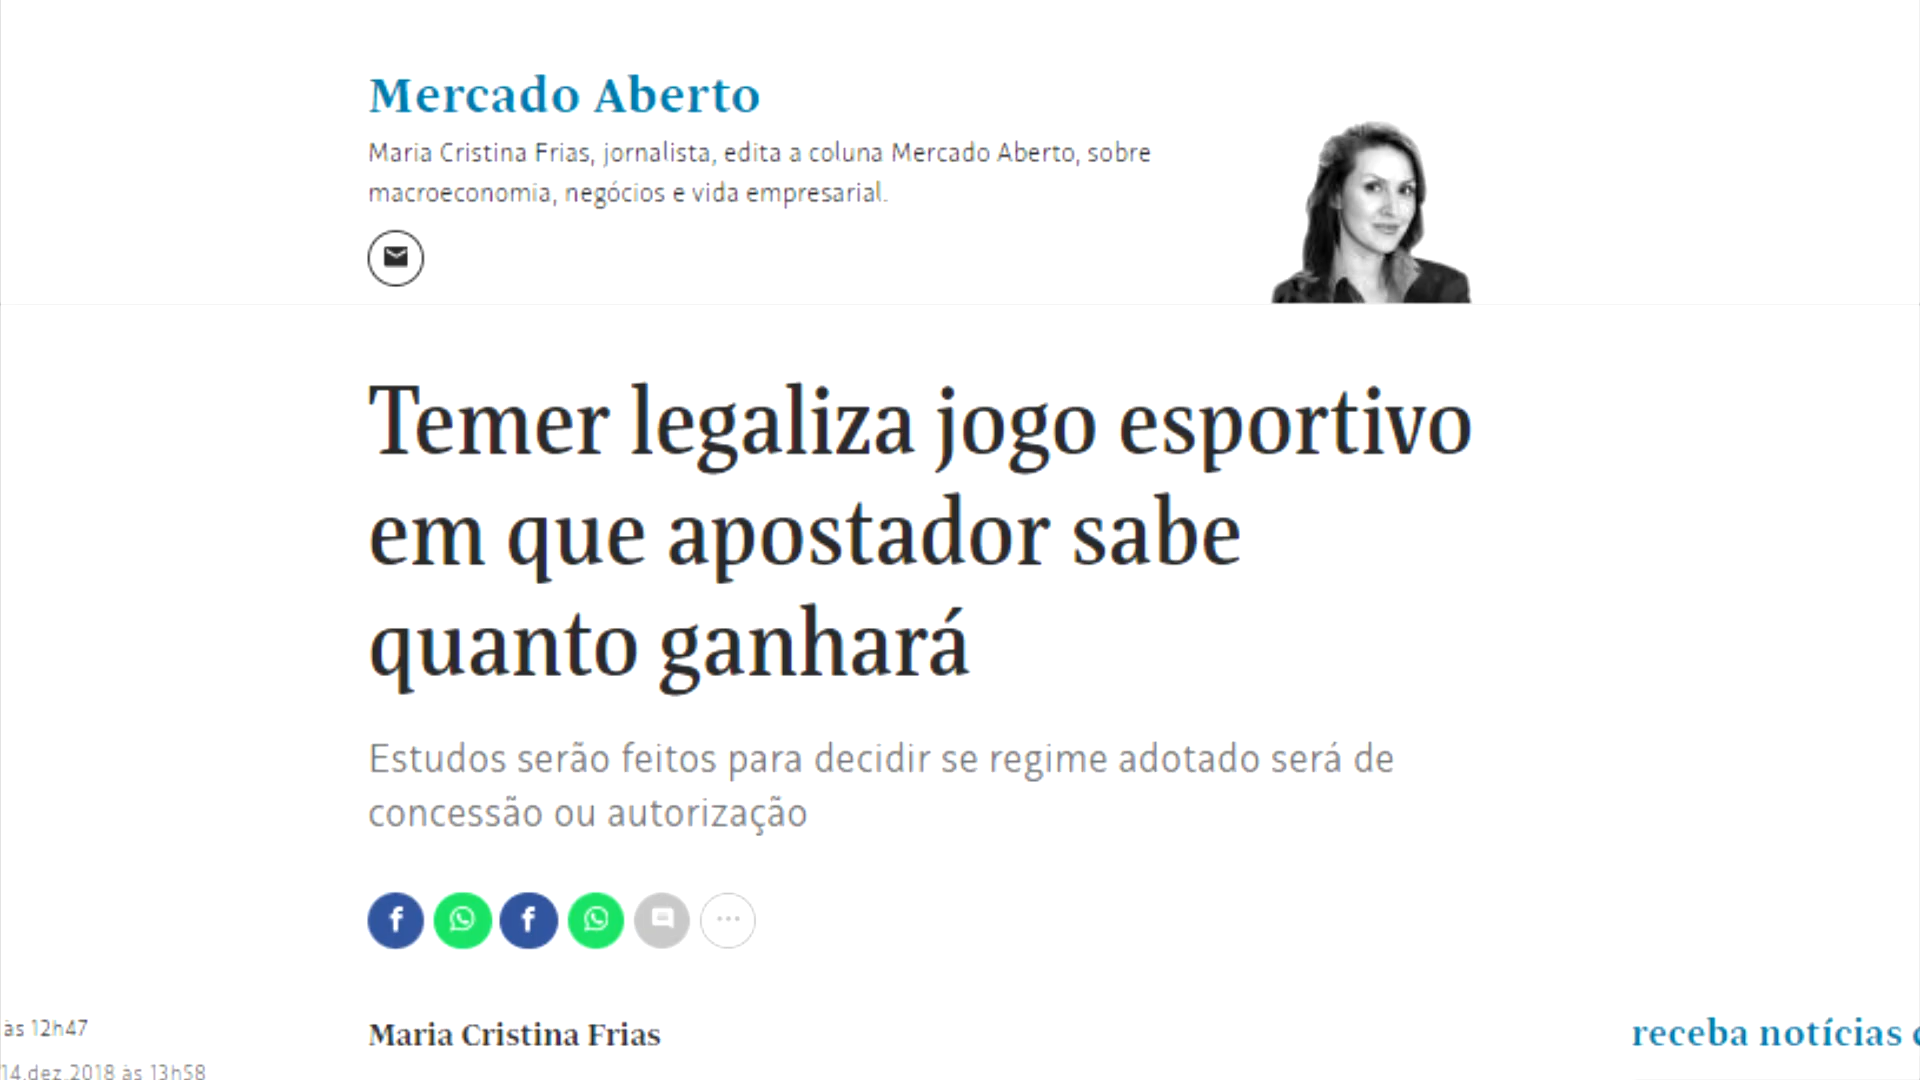 Mercado Aberto
Maria Cristina Frias, jornalista, edita a coluna Mercado Aberto, sobre
macroeconomia, negócios e vida empresarial.
Temer legaliza jogo esportivo
em que apostador sabe
quanto ganhará
Estudos serão feitos para decidir se regime adotado será de
concessão ou autorização
às 12h47
14.dez.2018 às 13h58
Maria Cristina Frias
receba notícias